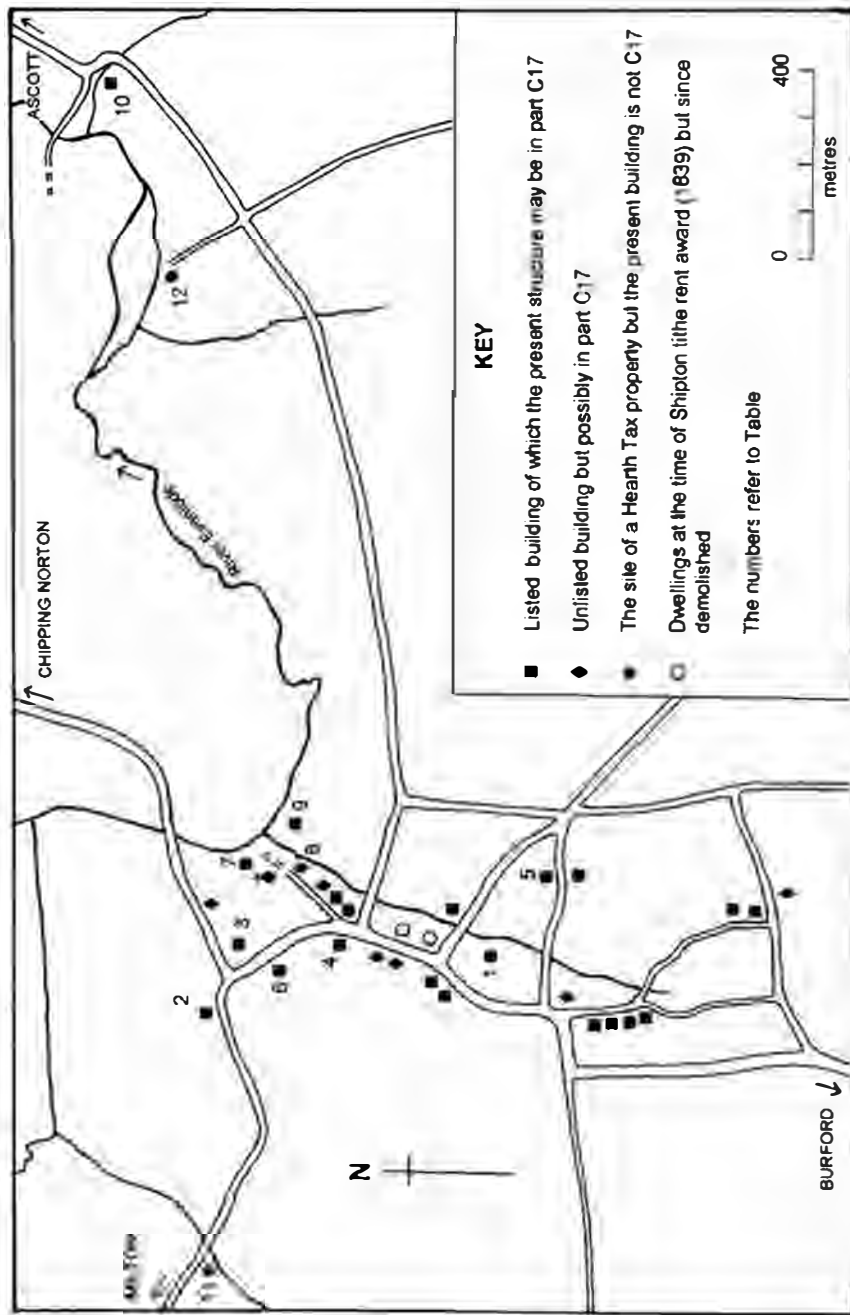 ASCOTT
10
12
CHIPPING NORTON
River Evenlode
9
7
8
3
2
6
4
5
1
11
N
BURFORD
KEY
Listed building of which the present structure may be in part C17
Unlisted building but possibly in part C17
The site of a Hearth Tax property but the present building is not C17
Dwellings at the time of Shipton tithe rent award (1839) but since
demolished
The numbers refer to Table
0
400
metres